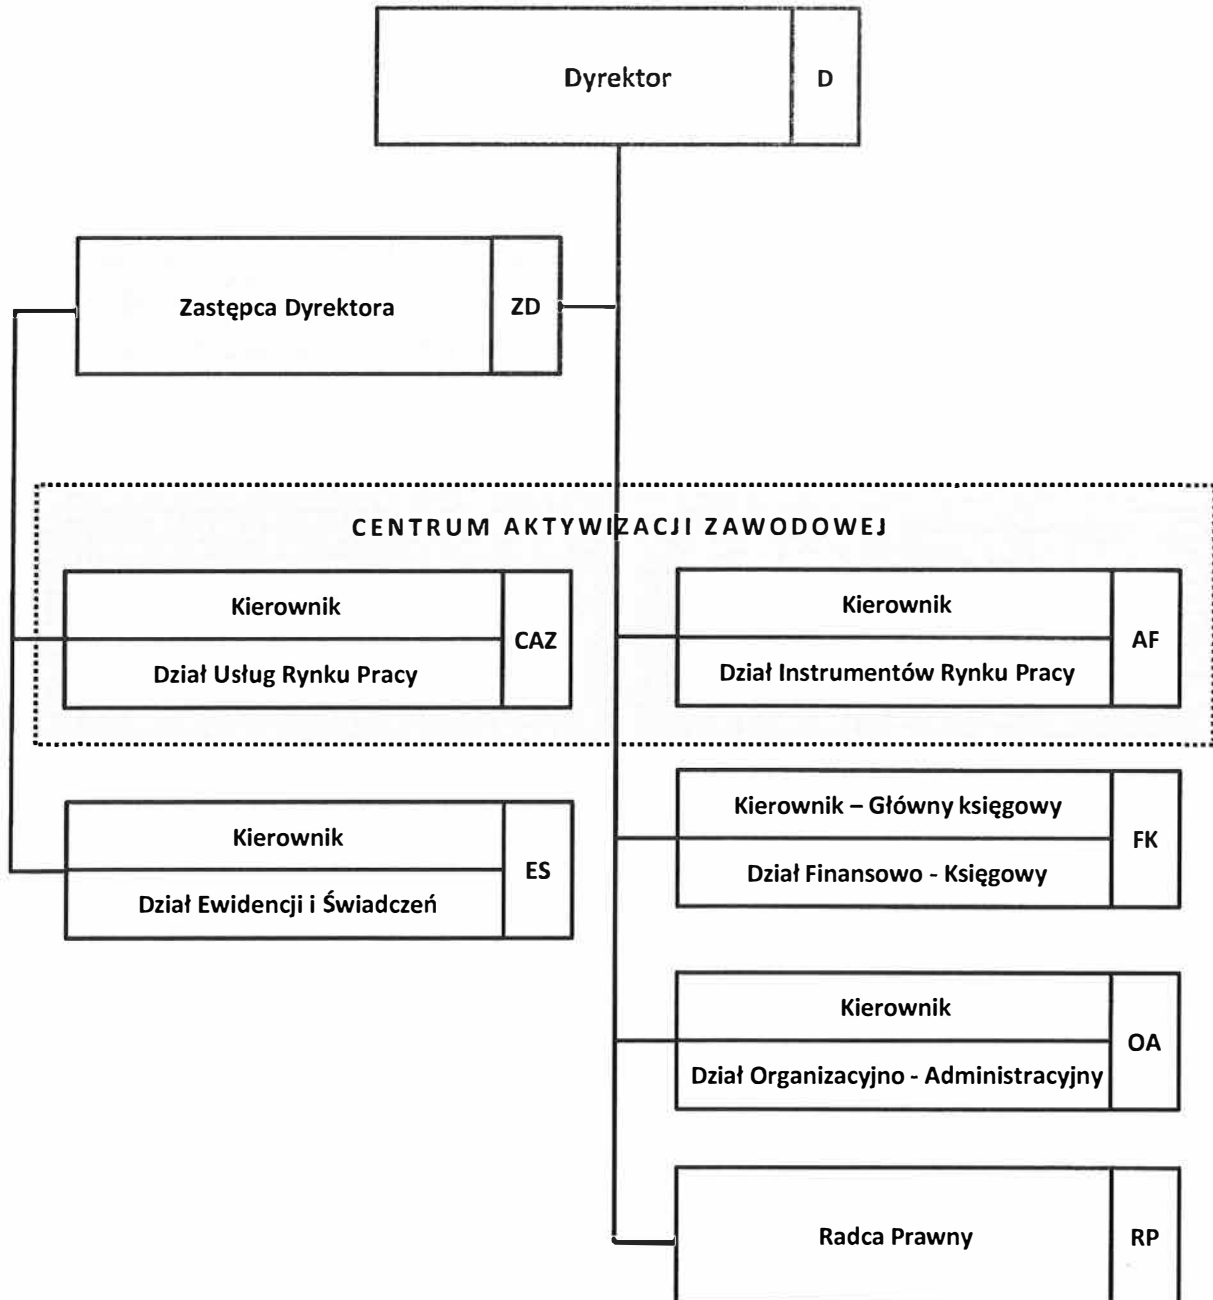 Dyrektor
D
Zastępca Dyrektora
ZD
CENTRUM AKTYWIZACJI ZAWODOWEJ
Kierownik
CAZ
Dział Usług Rynku Pracy
Kierownik
AF
Dział Instrumentów Rynku Pracy
Kierownik
ES
Dział Ewidencji i Świadczeń
Kierownik – Główny księgowy
FK
Dział Finansowo - Księgowy
Kierownik
OA
Dział Organizacyjno - Administracyjny
Radca Prawny
RP